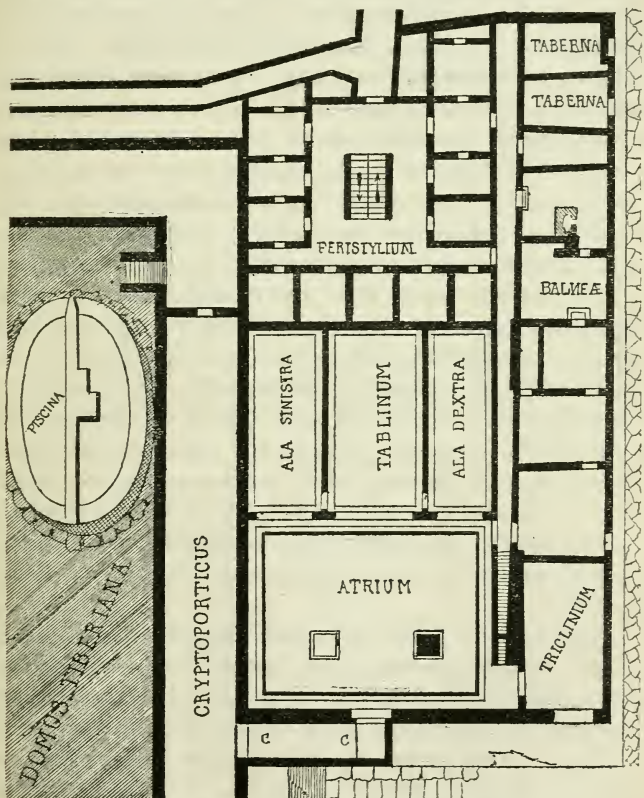 TABERNA
TABERNA
PERISTYLIUM
BALNEÆ
PISCINA
ALA SINISTRA
TABLINUM
ALA DEXTRA
CRYPTOPORTICUS
ATRIUM
TRICLINIUM
DOMUS TIBERIANA
C
C